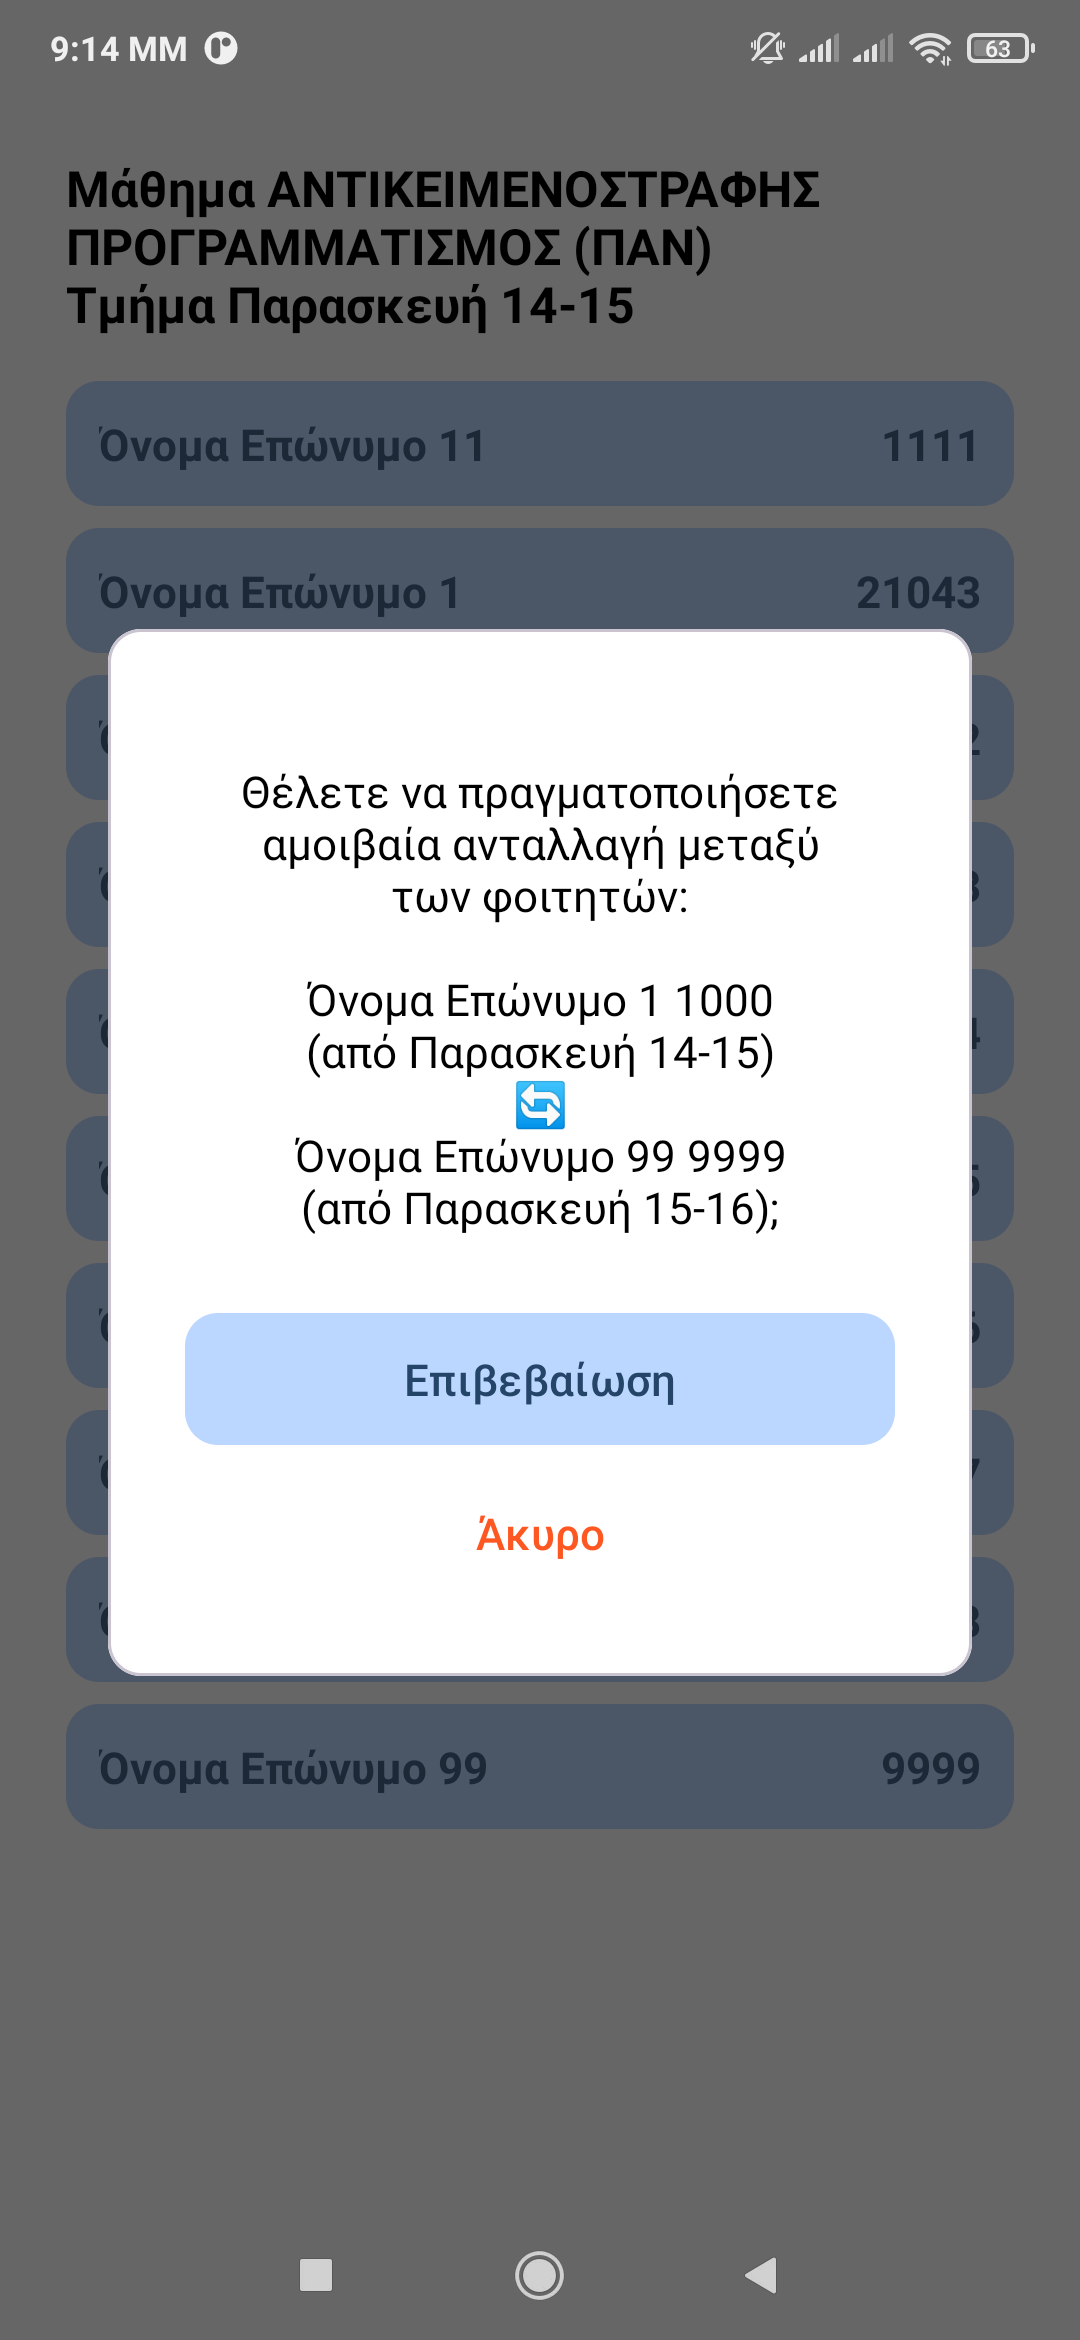 9:14 ΜΜ
63
Μάθημα ΑΝΤΙΚΕΙΜΕΝΟΣΤΡΑΦΗΣ
ΠΡΟΓΡΑΜΜΑΤΙΣΜΟΣ (ΠΑΝ)
Τμήμα Παρασκευή 14-15
Όνομα Επώνυμο 11 1111
Όνομα Επώνυμο 1 21043
Θέλετε να πραγματοποιήσετε
αμοιβαία ανταλλαγή μεταξύ
των φοιτητών:
Όνομα Επώνυμο 1 1000
(από Παρασκευή 14-15)
Όνομα Επώνυμο 99 9999
(από Παρασκευή 15-16);
Επιβεβαίωση
Άκυρο
Όνομα Επώνυμο 99 9999